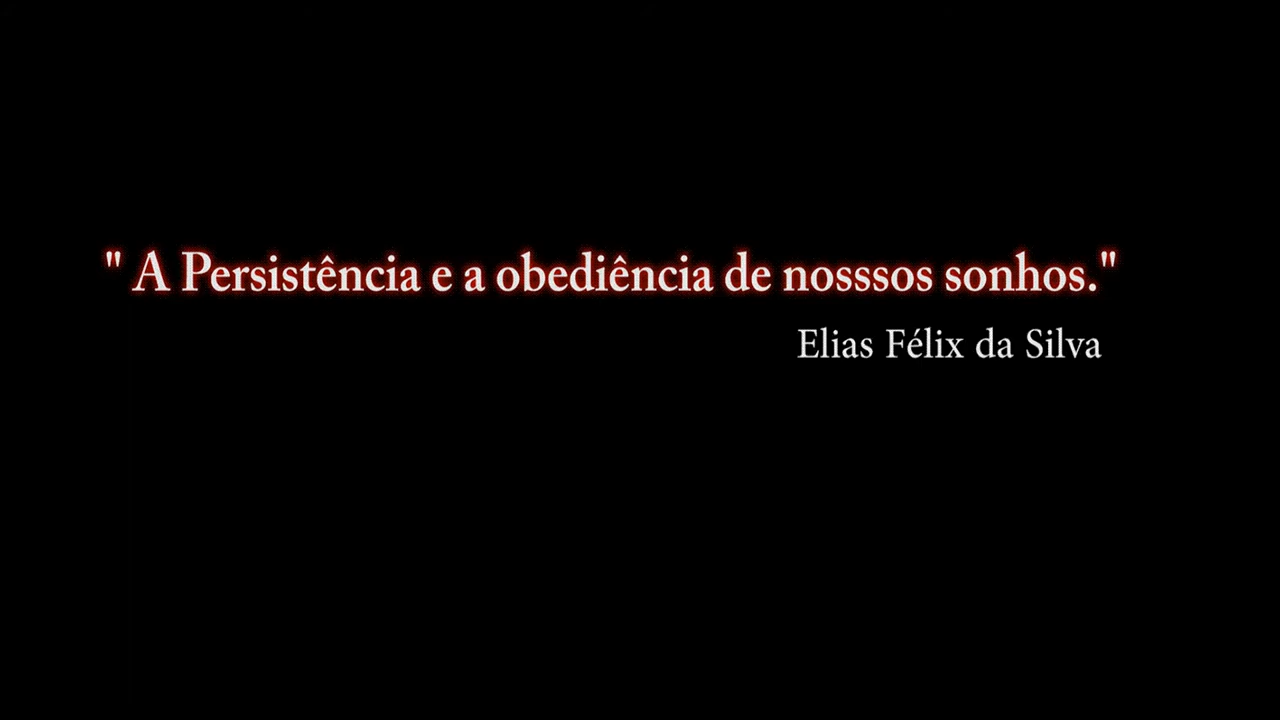 " A Persistência e a obediência de nosssos sonhos."
Elias Félix da Silva